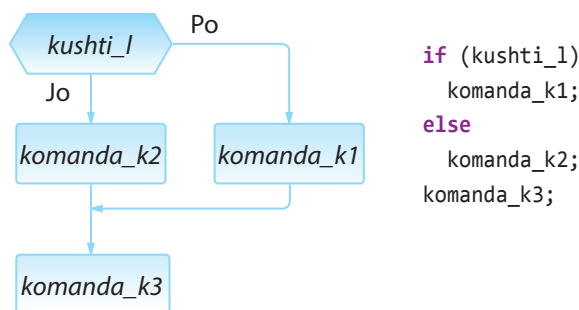 kushti_l
Po
Jo
komanda_k2
komanda_k1
komanda_k3
if (kushti_l)
komanda_k1;
else
komanda_k2;
komanda_k3;